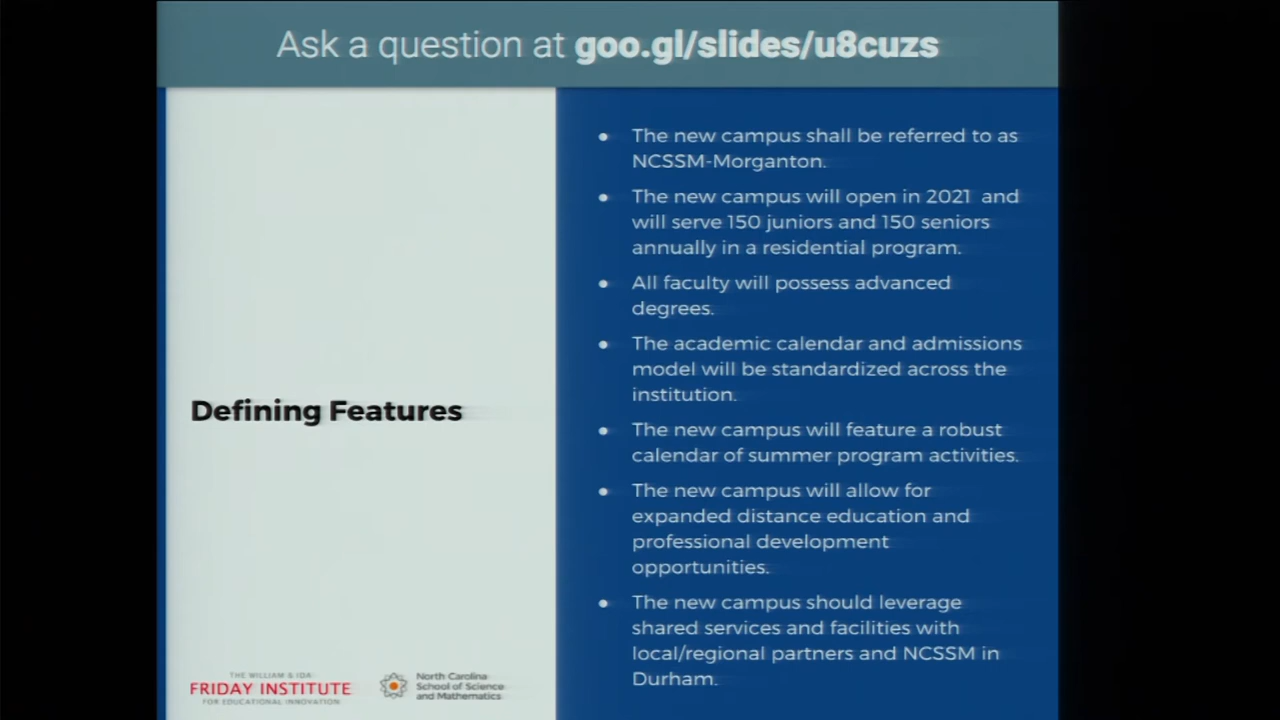 Ask a question at goo.gl/slides/u8cuzs
Defining Features
• The new campus shall be referred to as
NCSSM-Morganton.
• The new campus will open in 2021 and
will serve 150 juniors and 150 seniors
annually in a residential program.
• All faculty will possess advanced
degrees.
• The academic calendar and admissions
model will be standardized across the
institution.
• The new campus will feature a robust
calendar of summer program activities.
• The new campus will allow for
expanded distance education and
professional development
opportunities.
• The new campus should leverage
shared services and facilities with
local/regional partners and NCSSM in
Durham.
THE WILLIAM & IDA
FRIDAY INSTITUTE
FOR EDUCATIONAL INNOVATION
North Carolina
School of Science
and Mathematics